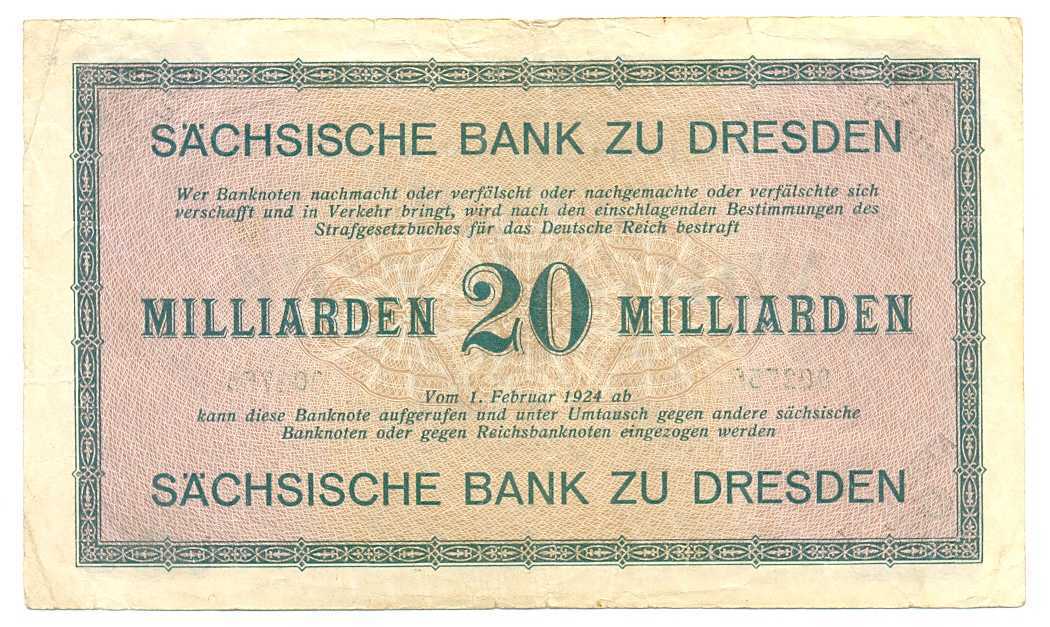 SÄCHSISCHE BANK ZU DRESDEN
Wer Banknoten nachmacht oder verfälscht oder nachgemachte oder verfälschte sich
verschafft und in Verkehr bringt, wird nach den einschlagenden Bestimmungen des
Strafgesetzbuches für das Deutsche Reich bestraft
MILLIARDEN 20 MILLIARDEN
Vom 1. Februar 1924 ab
kann diese Banknote aufgerufen und unter Umtausch gegen andere sächsische
Banknoten oder gegen Reichsbanknoten eingezogen werden
SÄCHSISCHE BANK ZU DRESDEN